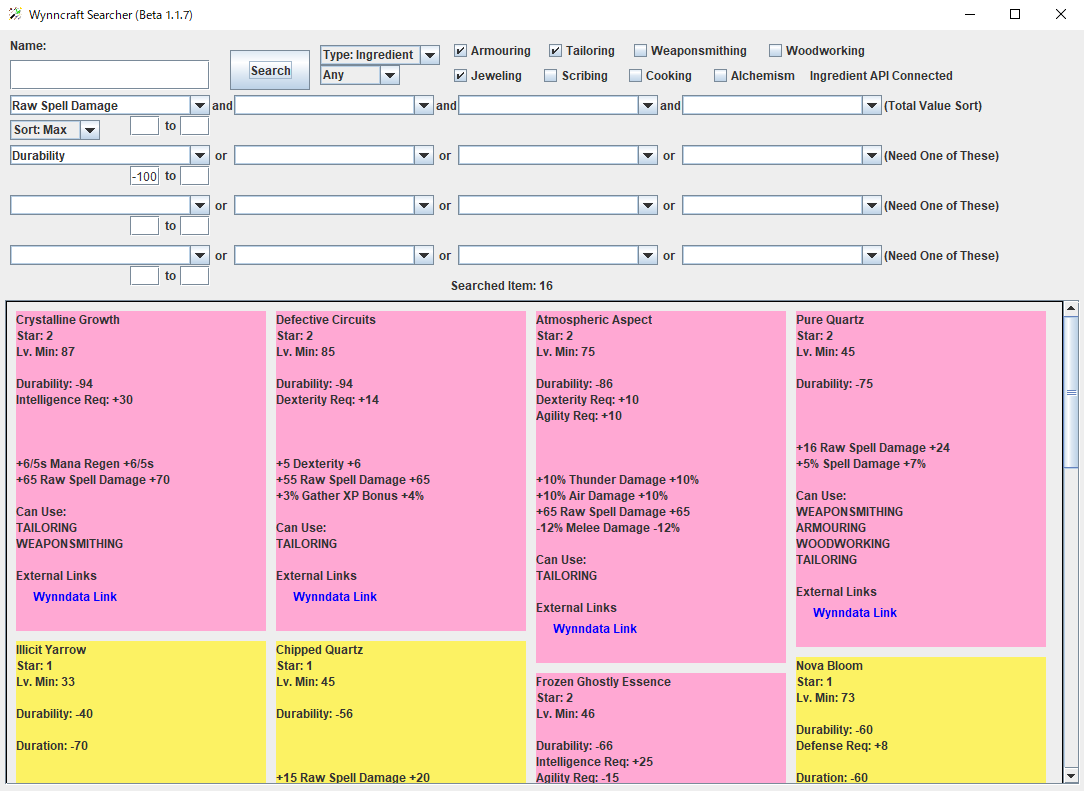 Wynncraft Searcher (Beta 1.1.7)
Name:
Search
Type: Ingredient
Any
Armouring Tailoring Weaponsmithing Woodworking
Jeweling Scribing Cooking Alchemism Ingredient API Connected
Raw Spell Damage and and and (Total Value Sort)
Sort: Max to
Durability or or or (Need One of These)
-100 to
or or or (Need One of These)
to
or or or (Need One of These)
to
Searched Item: 16
Crystalline Growth
Star: 2
Lv. Min: 87
Durability: -94
Intelligence Req: +30
+6/5s Mana Regen +6/5s
+65 Raw Spell Damage +70
Can Use:
TAILORING
WEAPONSMITHING
External Links
Wynndata Link
Defective Circuits
Star: 2
Lv. Min: 85
Durability: -94
Dexterity Req: +14
+5 Dexterity +6
+55 Raw Spell Damage +65
+3% Gather XP Bonus +4%
Can Use:
TAILORING
External Links
Wynndata Link
Atmospheric Aspect
Star: 2
Lv. Min: 75
Durability: -86
Dexterity Req: +10
Agility Req: +10
+10% Thunder Damage +10%
+10% Air Damage +10%
+65 Raw Spell Damage +65
-12% Melee Damage -12%
Can Use:
TAILORING
External Links
Wynndata Link
Pure Quartz
Star: 2
Lv. Min: 45
Durability: -75
+16 Raw Spell Damage +24
+5% Spell Damage +7%
Can Use:
WEAPONSMITHING
ARMOURING
WOODWORKING
TAILORING
External Links
Wynndata Link
Illicit Yarrow
Star: 1
Lv. Min: 33
Durability: -40
Duration: -70
Chipped Quartz
Star: 1
Lv. Min: 45
Durability: -56
+15 Raw Spell Damage +20
Frozen Ghostly Essence
Star: 2
Lv. Min: 46
Durability: -66
Intelligence Req: +25
Agility Req: -15
Nova Bloom
Star: 1
Lv. Min: 73
Durability: -60
Defense Req: +8
Duration: -60